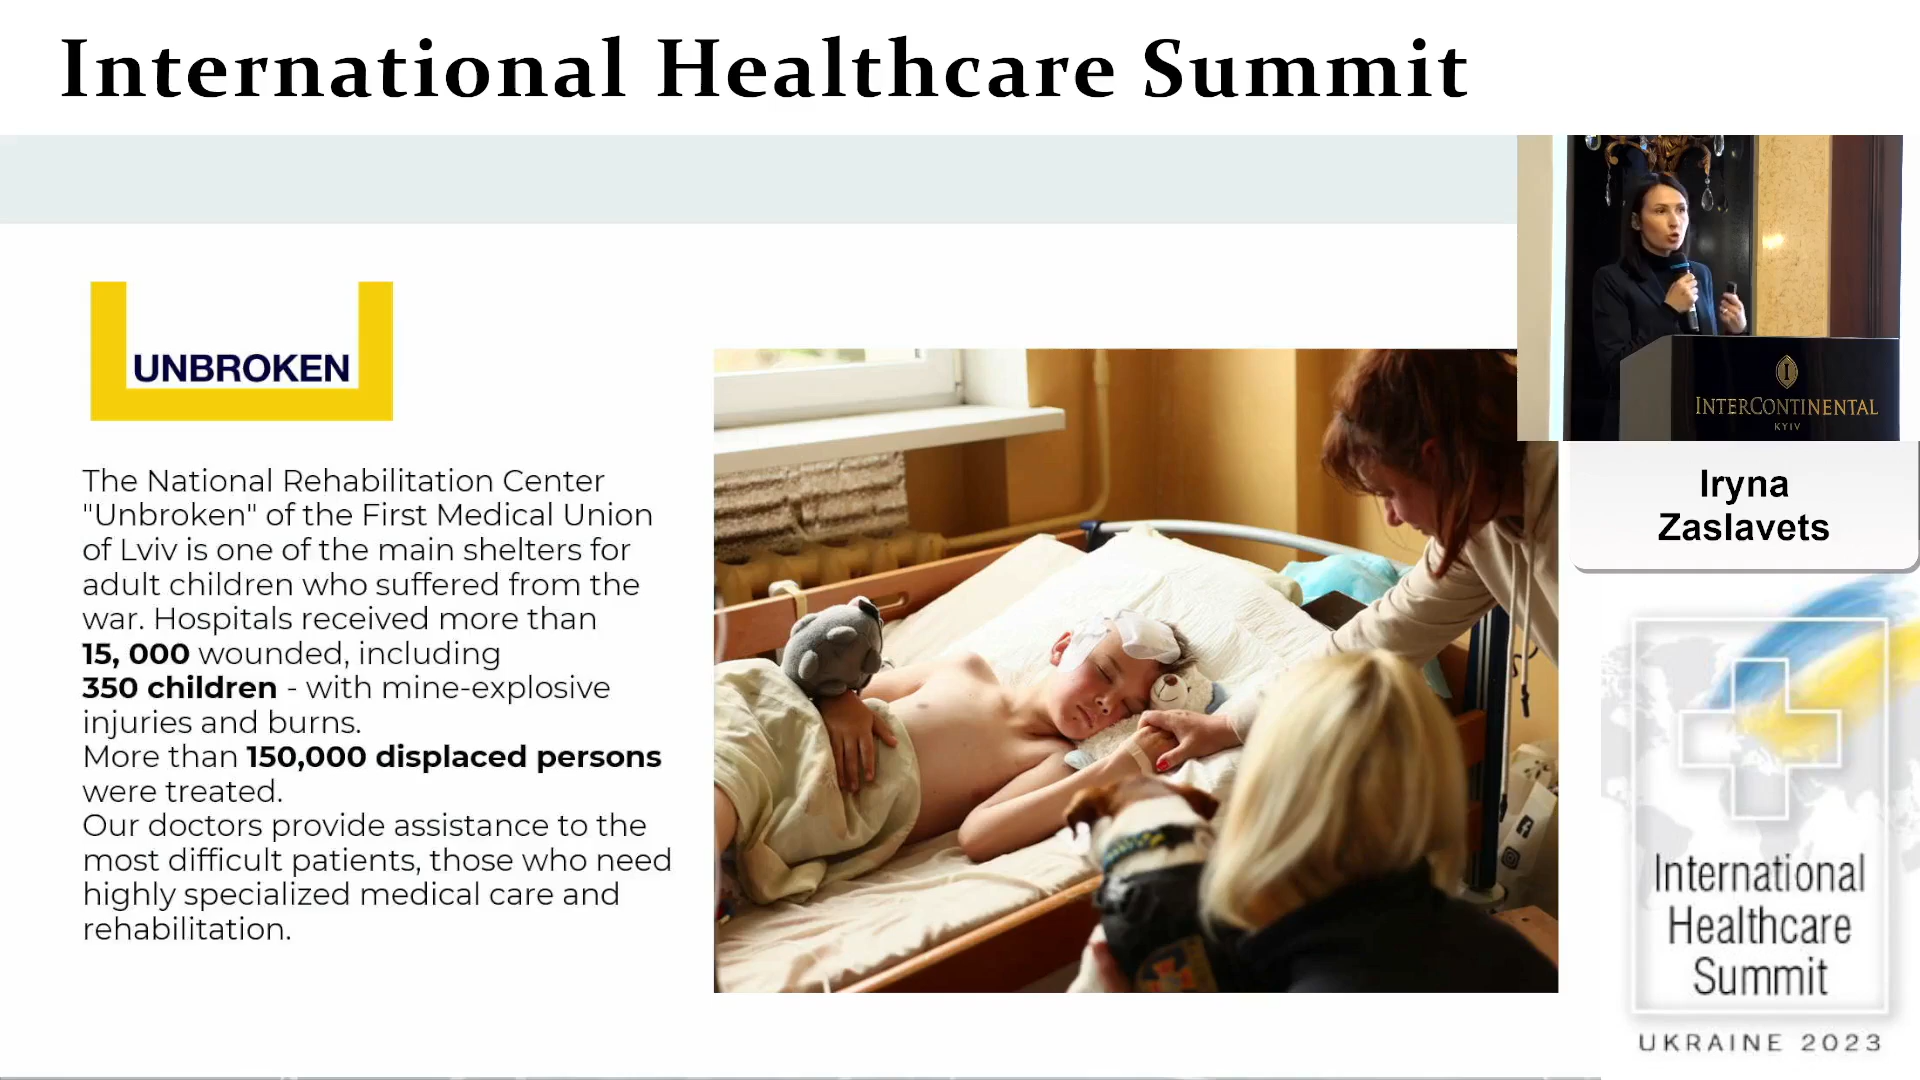 International Healthcare Summit
UNBROKEN
The National Rehabilitation Center
"Unbroken" of the First Medical Union
of Lviv is one of the main shelters for
adult children who suffered from the
war. Hospitals received more than
15, 000 wounded, including
350 children - with mine-explosive
injuries and burns.
More than 150,000 displaced persons
were treated.
Our doctors provide assistance to the
most difficult patients, those who need
highly specialized medical care and
rehabilitation.
INTERCONTINENTAL
KYIV
Iryna
Zaslavets
International
Healthcare
Summit
UKRAINE 2023